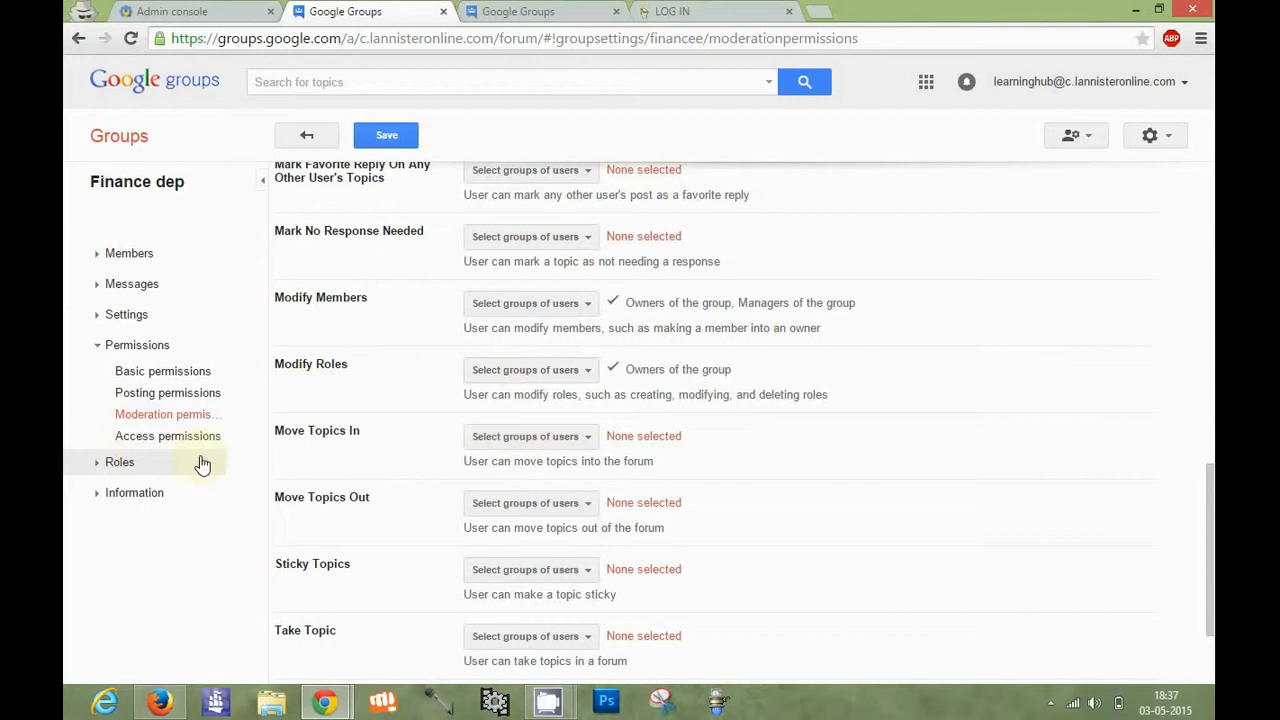 Admin console
Google Groups
Google Groups
LOG IN
https://groups.google.com/a/c.lannisteronline.com/forum/#!groupsettings/financee/moderationpermissions
ABP
Google groups
Search for topics
learninghub@c.lannisteronline.com
Groups
Save
Finance dep
Members
Messages
Settings
Permissions
Basic permissions
Posting permissions
Moderation permis...
Access permissions
Roles
Information
Mark Favorite Reply On Any
Other User's Topics
Select groups of users
None selected
User can mark any other user's post as a favorite reply
Mark No Response Needed
Select groups of users
None selected
User can mark a topic as not needing a response
Modify Members
Select groups of users
Owners of the group, Managers of the group
User can modify members, such as making a member into an owner
Modify Roles
Select groups of users
Owners of the group
User can modify roles, such as creating, modifying, and deleting roles
Move Topics In
Select groups of users
None selected
User can move topics into the forum
Move Topics Out
Select groups of users
None selected
User can move topics out of the forum
Sticky Topics
Select groups of users
None selected
User can make a topic sticky
Take Topic
Select groups of users
None selected
User can take topics in a forum
Ps
18:37
03-05-2015